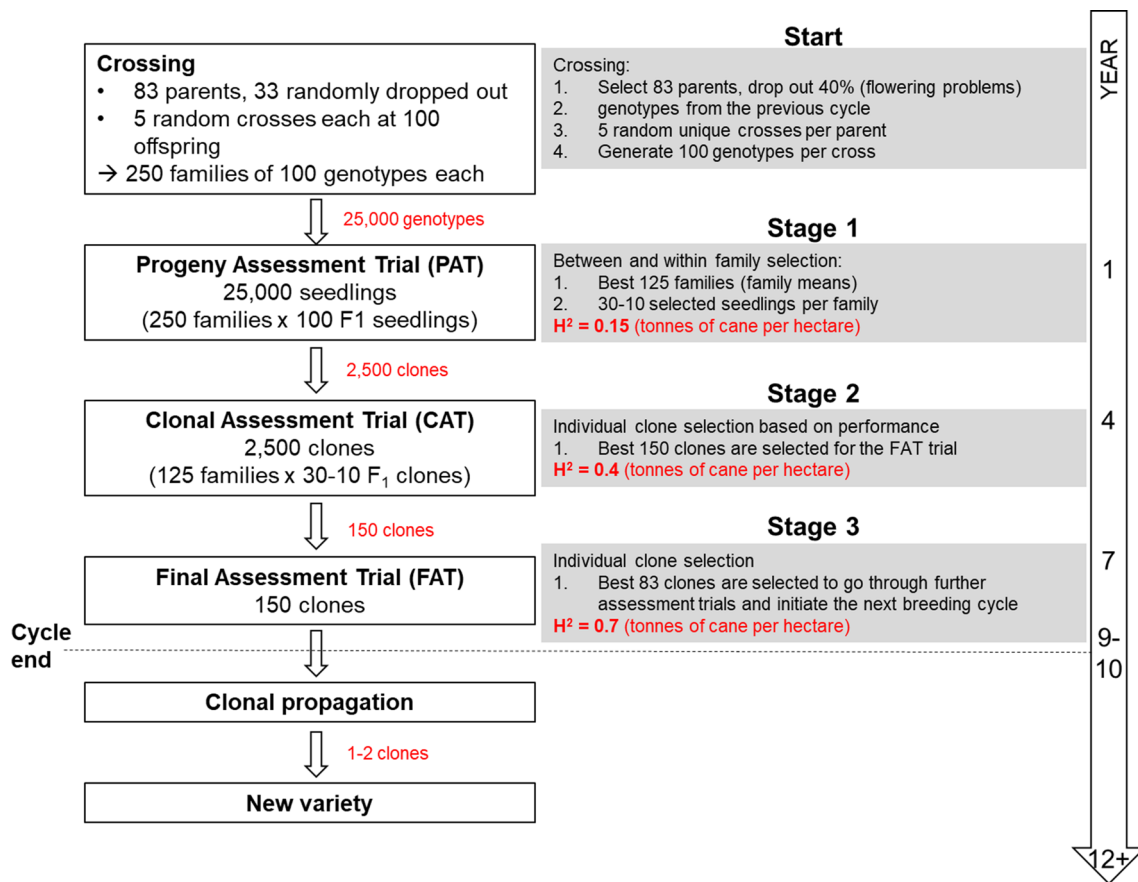 Start
YEAR
Crossing
• 83 parents, 33 randomly dropped out
• 5 random crosses each at 100
offspring
→ 250 families of 100 genotypes each
Crossing:
1. Select 83 parents, drop out 40% (flowering problems)
2. genotypes from the previous cycle
3. 5 random unique crosses per parent
4. Generate 100 genotypes per cross
25,000 genotypes
Stage 1
Progeny Assessment Trial (PAT)
25,000 seedlings
(250 families x 100 F1 seedlings)
Between and within family selection:
1. Best 125 families (family means)
2. 30-10 selected seedlings per family
H² = 0.15 (tonnes of cane per hectare)
1
2,500 clones
Stage 2
Clonal Assessment Trial (CAT)
2,500 clones
(125 families x 30-10 F₁ clones)
Individual clone selection based on performance
1. Best 150 clones are selected for the FAT trial
H² = 0.4 (tonnes of cane per hectare)
4
150 clones
Stage 3
Final Assessment Trial (FAT)
150 clones
Individual clone selection
1. Best 83 clones are selected to go through further
assessment trials and initiate the next breeding cycle
H² = 0.7 (tonnes of cane per hectare)
7
Cycle
end
9-
10
Clonal propagation
1-2 clones
New variety
12+